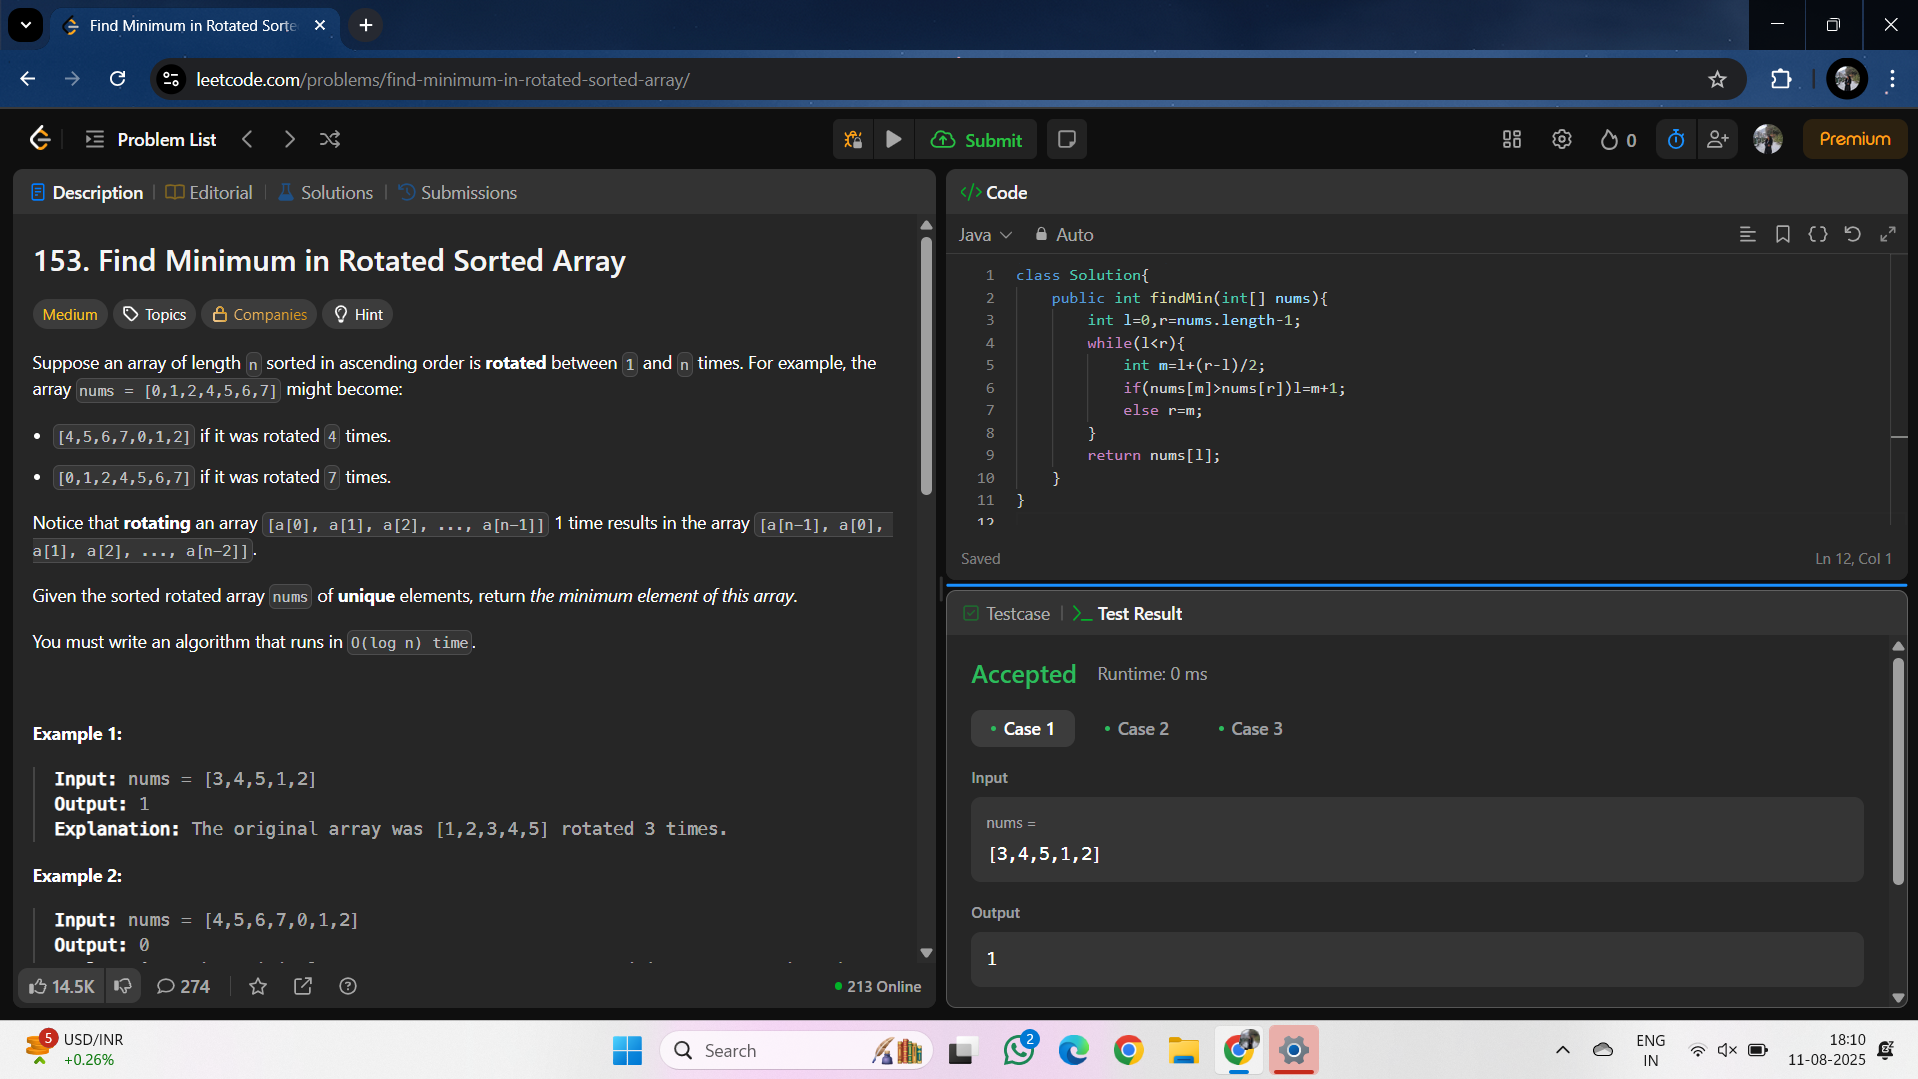 Find Minimum in Rotated Sorte
leetcode.com/problems/find-minimum-in-rotated-sorted-array/
Problem List
Submit
0
Premium
Description
Editorial
Solutions
Submissions
153. Find Minimum in Rotated Sorted Array
Medium
Topics
Companies
Hint
Suppose an array of length n sorted in ascending order is rotated between 1 and n times. For example, the
array nums = [0,1,2,4,5,6,7] might become:
• [4,5,6,7,0,1,2] if it was rotated 4 times.
• [0,1,2,4,5,6,7] if it was rotated 7 times.
Notice that rotating an array [a[0], a[1], a[2], ..., a[n-1]] 1 time results in the array [a[n-1], a[0],
a[1], a[2], ..., a[n-2]].
Given the sorted rotated array nums of unique elements, return the minimum element of this array.
You must write an algorithm that runs in O(log n) time.
Example 1:
Input: nums = [3,4,5,1,2]
Output: 1
Explanation: The original array was [1,2,3,4,5] rotated 3 times.
Example 2:
Input: nums = [4,5,6,7,0,1,2]
Output: 0
14.5K
274
213 Online
Code
Java
Auto
1 class Solution{
2 public int findMin(int[] nums){
3 int l=0,r=nums.length-1;
4 while(l<r){
5 int m=l+(r-l)/2;
6 if(nums[m]>nums[r])l=m+1;
7 else r=m;
8 }
9 return nums[l];
10 }
11 }
12
Saved
Ln 12, Col 1
Testcase
Test Result
Accepted
Runtime: 0 ms
Case 1
Case 2
Case 3
Input
nums =
[3,4,5,1,2]
Output
1
5
USD/INR
+0.26%
Search
2
ENG
IN
18:10
11-08-2025